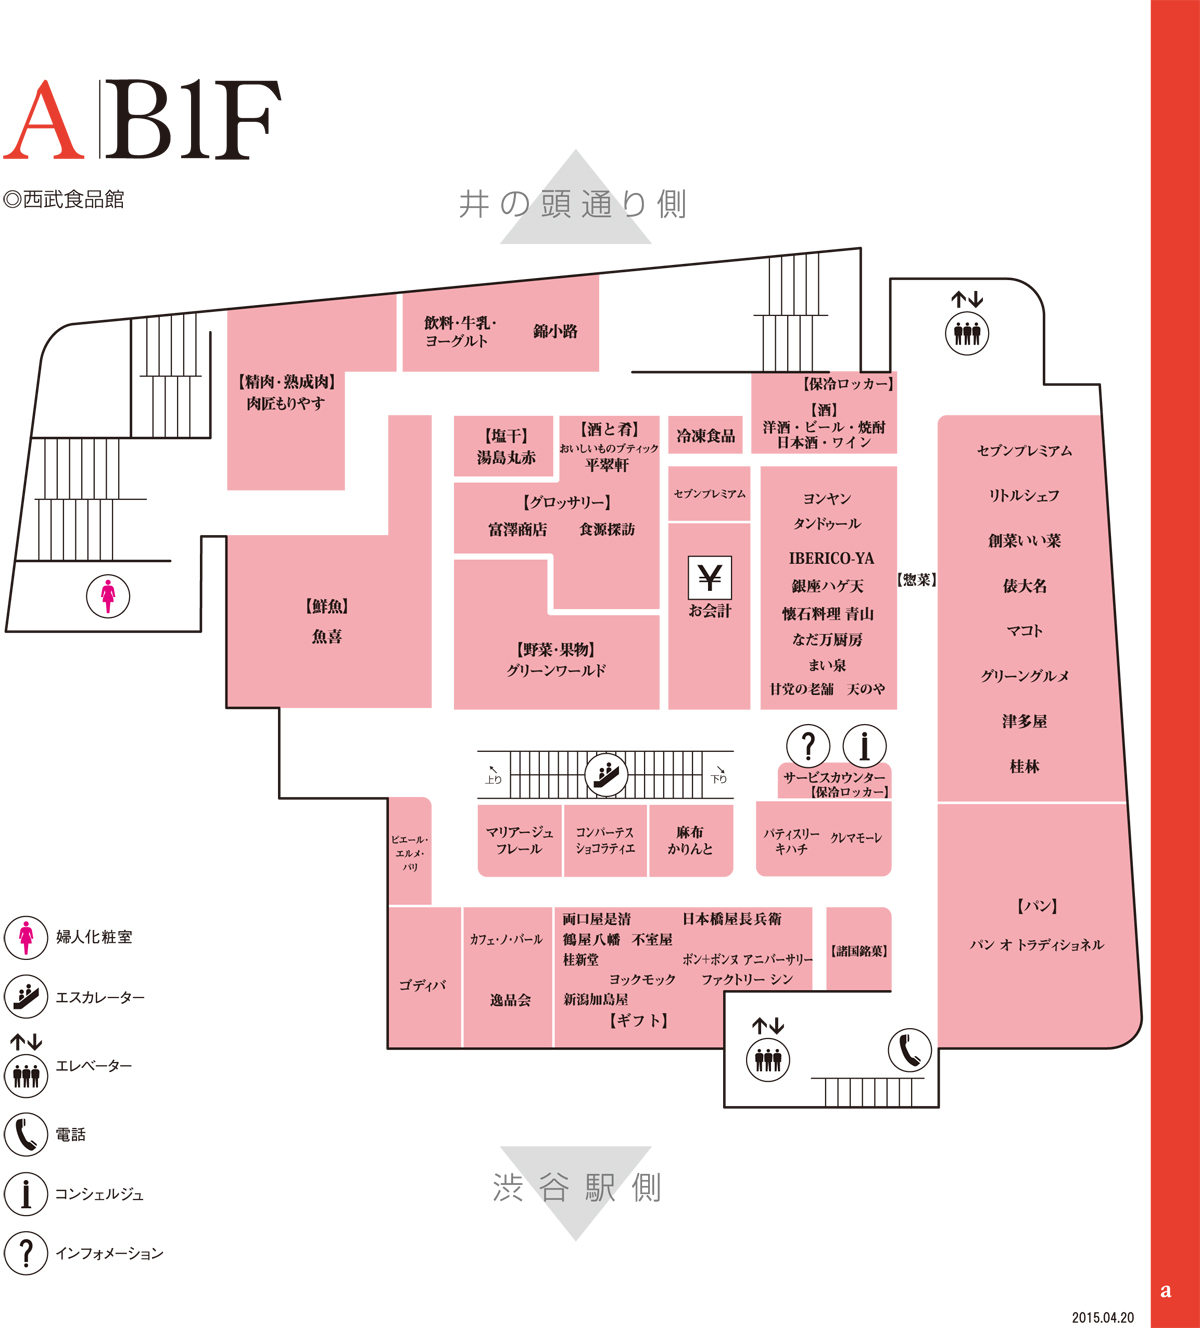 A B1F
◎西武食品館
井の頭通り側
飲料・牛乳・
ヨーグルト
錦小路
【精肉・熟成肉】
肉匠もりやす
【保冷ロッカー】
【酒】
洋酒・ビール・焼酎
日本酒・ワイン
【塩干】
湯島丸赤
【酒と肴】
おいしいものブティック
平翠軒
冷凍食品
【グロッサリー】
富澤商店 食源探訪
セブンプレミアム
お会計
【鮮魚】
魚喜
【野菜・果物】
グリーンワールド
ヨンヤン
タンドゥール
IBERICO-YA
銀座ハゲ天
懐石料理 青山
なだ万厨房
まい泉
甘党の老舗 天のや
【惣菜】
セブンプレミアム
リトルシェフ
創菜いい菜
俵大名
マコト
グリーングルメ
津多屋
桂林
上り
下り
サービスカウンター
【保冷ロッカー】
ピエール・
エルメ・
パリ
マリアージュ
フレール
コンパーテス
ショコラティエ
麻布
かりんと
パティスリー
キハチ
クレマモーレ
ゴディバ
カフェ・ノ・バール
逸品会
両口屋是清 日本橋屋長兵衛
鶴屋八幡 不室屋
桂新堂 ボン+ボンヌ アニバーサリー
ヨックモック ファクトリー シン
新潟加島屋
【ギフト】
【諸国銘菓】
【パン】
パン オ トラディショネル
婦人化粧室
エスカレーター
エレベーター
電話
コンシェルジュ
インフォメーション
渋谷駅側
a
2015.04.20